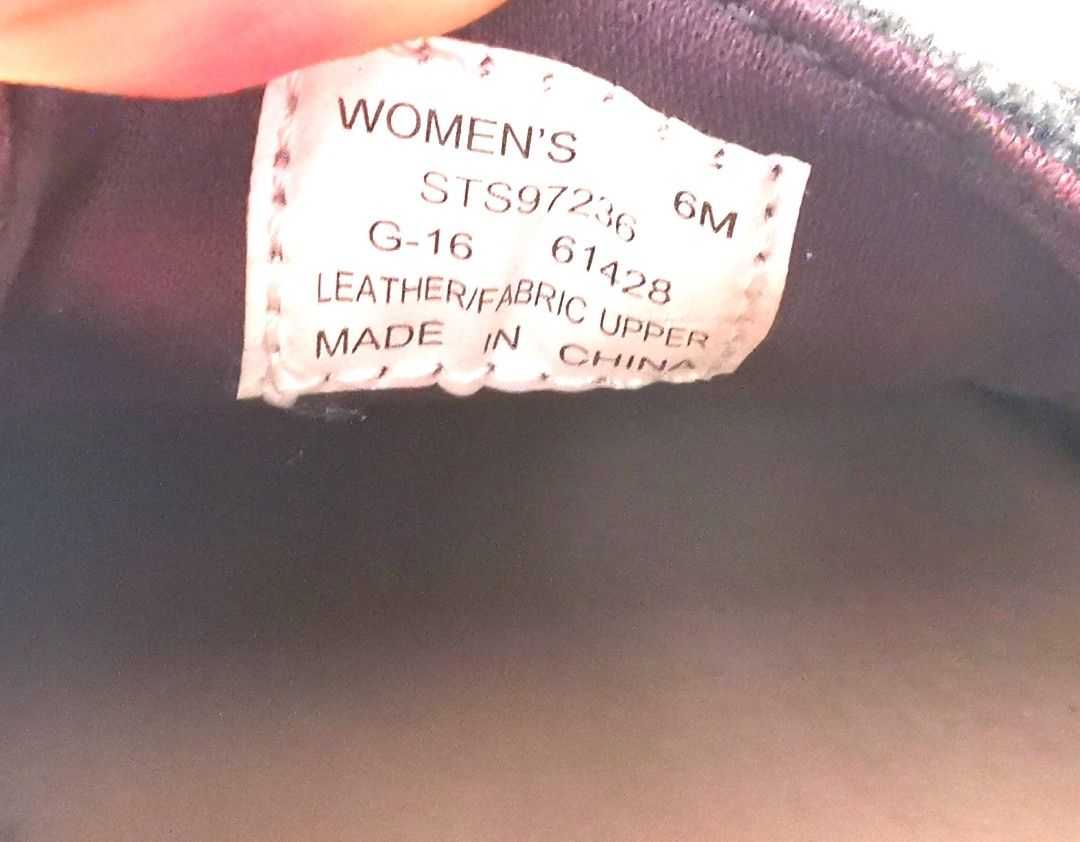 WOMEN'S
STS97236 6M
G-16 61428
LEATHER/FABRIC UPPER
MADE IN CHINA